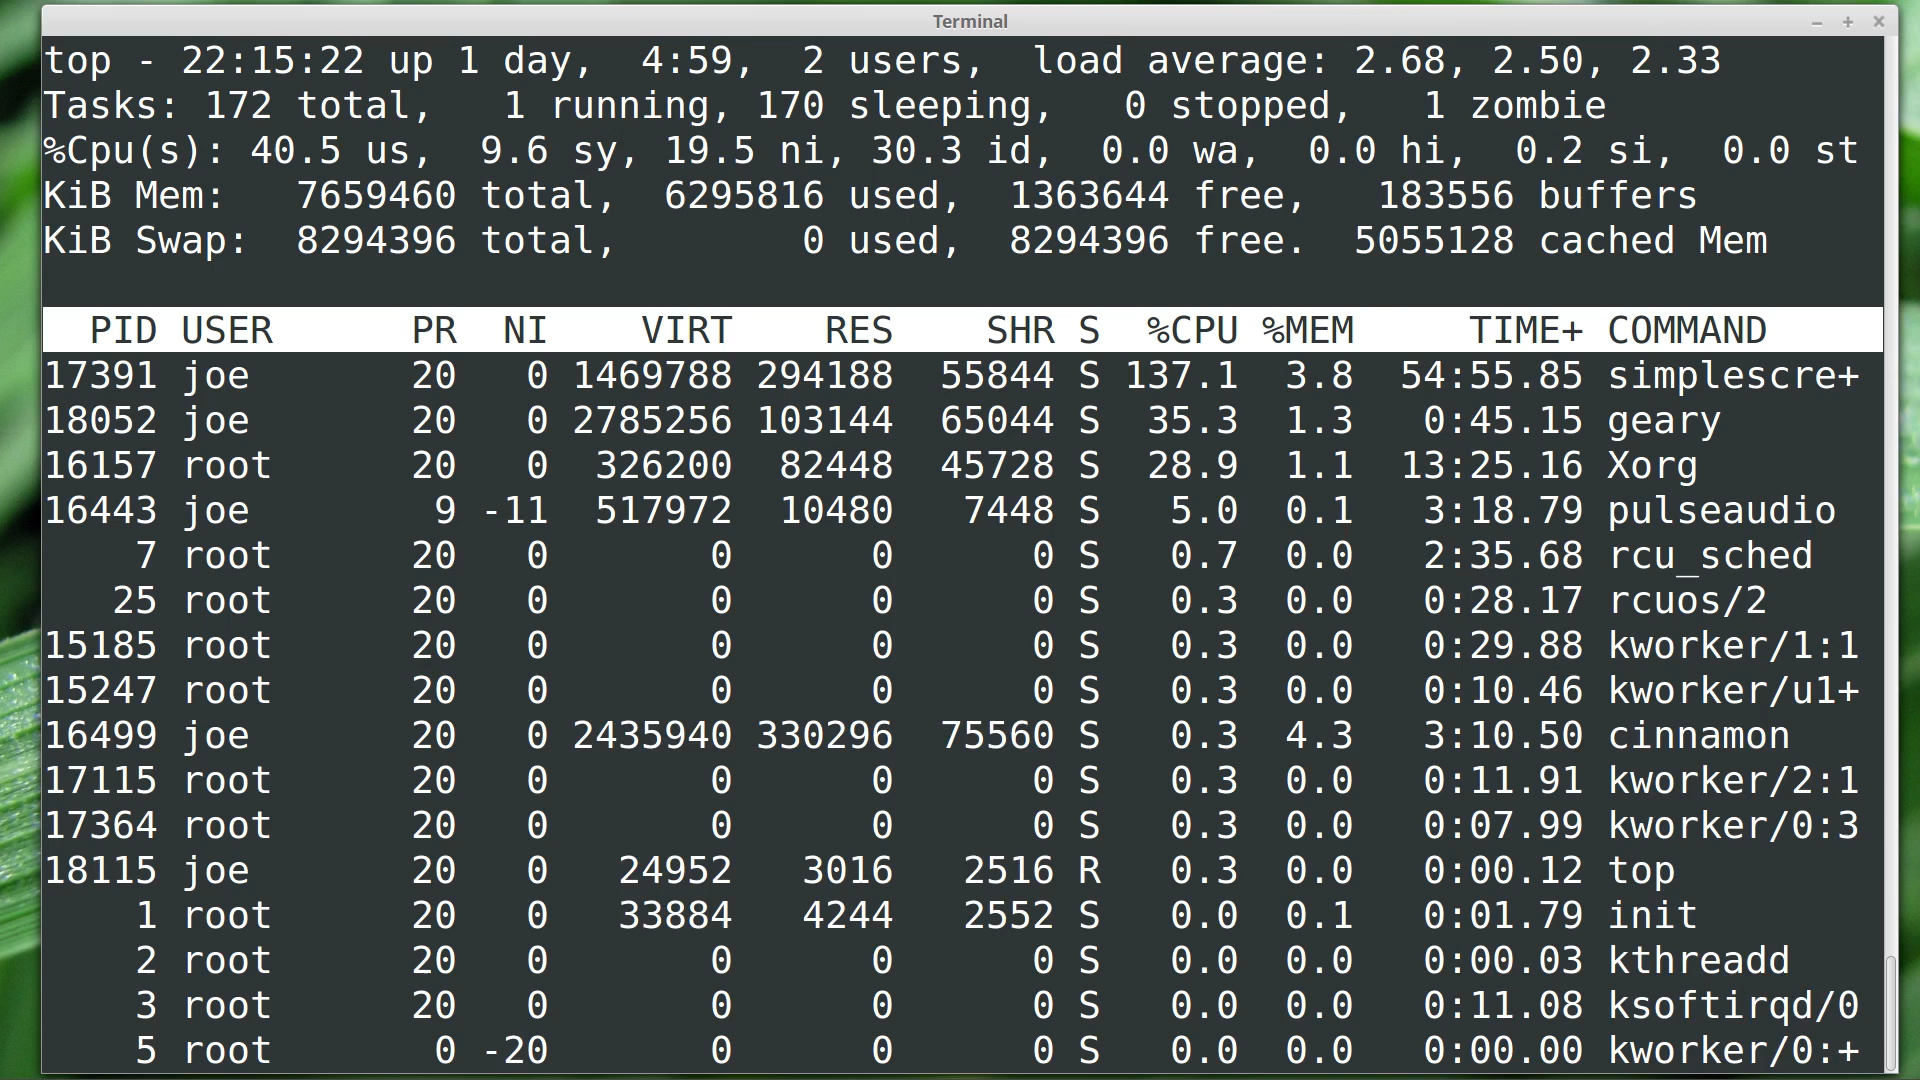 Terminal
top - 22:15:22 up 1 day,  4:59,  2 users,  load average: 2.68, 2.50, 2.33
Tasks: 172 total,   1 running, 170 sleeping,   0 stopped,   1 zombie
%Cpu(s): 40.5 us,  9.6 sy, 19.5 ni, 30.3 id,  0.0 wa,  0.0 hi,  0.2 si,  0.0 st
KiB Mem:   7659460 total,  6295816 used,  1363644 free,   183556 buffers
KiB Swap:  8294396 total,        0 used,  8294396 free.  5055128 cached Mem
  PID USER      PR  NI    VIRT    RES    SHR S  %CPU %MEM     TIME+ COMMAND
17391 joe       20   0 1469788 294188  55844 S 137.1  3.8  54:55.85 simplescre+
18052 joe       20   0 2785256 103144  65044 S  35.3  1.3   0:45.15 geary
16157 root      20   0  326200  82448  45728 S  28.9  1.1  13:25.16 Xorg
16443 joe        9 -11  517972  10480   7448 S   5.0  0.1   3:18.79 pulseaudio
    7 root      20   0       0      0      0 S   0.7  0.0   2:35.68 rcu_sched
   25 root      20   0       0      0      0 S   0.3  0.0   0:28.17 rcuos/2
15185 root      20   0       0      0      0 S   0.3  0.0   0:29.88 kworker/1:1
15247 root      20   0       0      0      0 S   0.3  0.0   0:10.46 kworker/u1+
16499 joe       20   0 2435940 330296  75560 S   0.3  4.3   3:10.50 cinnamon
17115 root      20   0       0      0      0 S   0.3  0.0   0:11.91 kworker/2:1
17364 root      20   0       0      0      0 S   0.3  0.0   0:07.99 kworker/0:3
18115 joe       20   0   24952   3016   2516 R   0.3  0.0   0:00.12 top
    1 root      20   0   33884   4244   2552 S   0.0  0.1   0:01.79 init
    2 root      20   0       0      0      0 S   0.0  0.0   0:00.03 kthreadd
    3 root      20   0       0      0      0 S   0.0  0.0   0:11.08 ksoftirqd/0
    5 root       0 -20       0      0      0 S   0.0  0.0   0:00.00 kworker/0:+